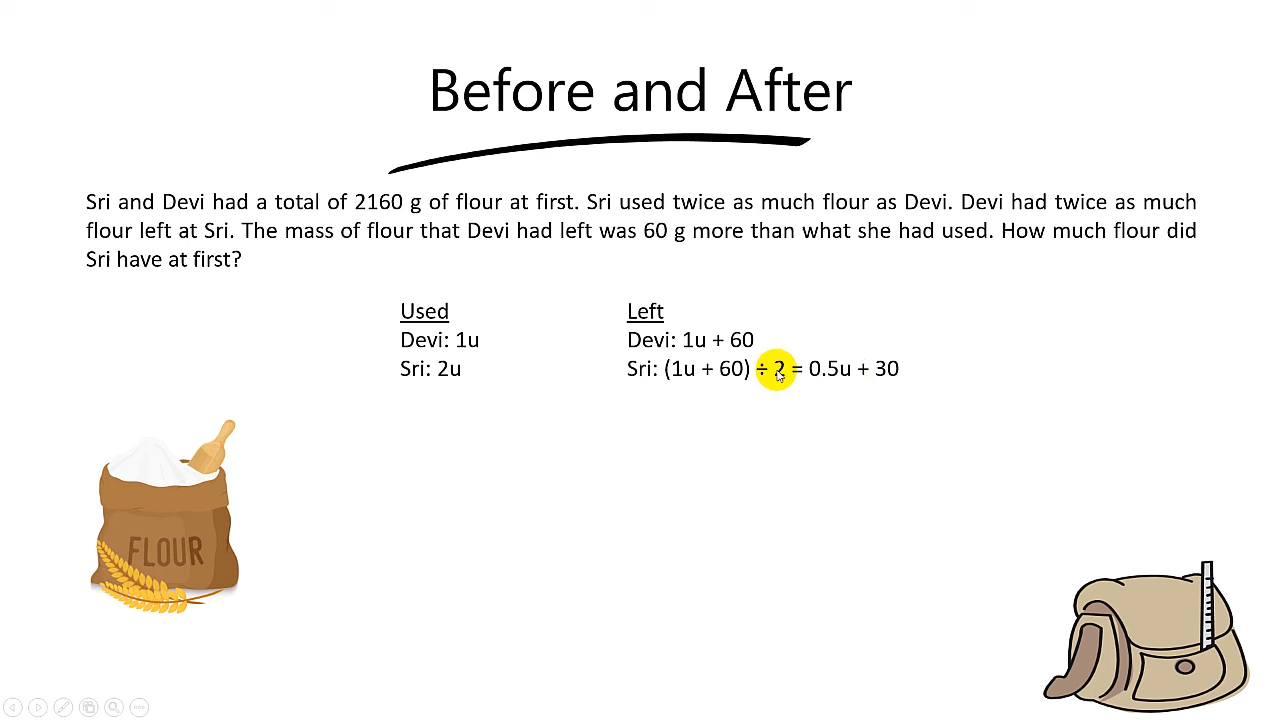 Before and After
Sri and Devi had a total of 2160 g of flour at first. Sri used twice as much flour as Devi. Devi had twice as much
flour left at Sri. The mass of flour that Devi had left was 60 g more than what she had used. How much flour did
Sri have at first?
Used
Devi: 1u
Sri: 2u
Left
Devi: 1u + 60
Sri: (1u + 60) ÷ 2 = 0.5u + 30
FLOUR